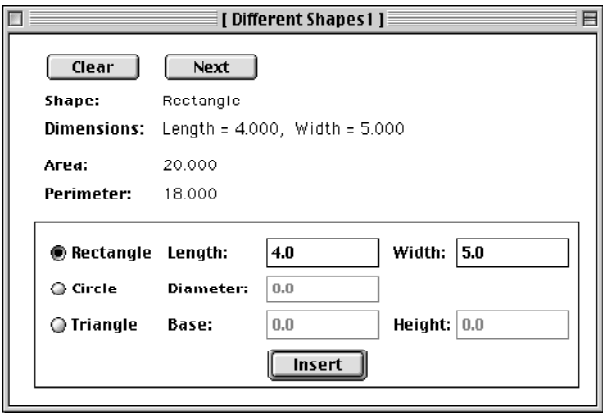 [ Different Shapes1 ]
Clear Next
Shape: Rectangle
Dimensions: Length = 4.000, Width = 5.000
Area: 20.000
Perimeter: 18.000
Rectangle Length: 4.0 Width: 5.0
Circle Diameter: 0.0
Triangle Base: 0.0 Height: 0.0
Insert